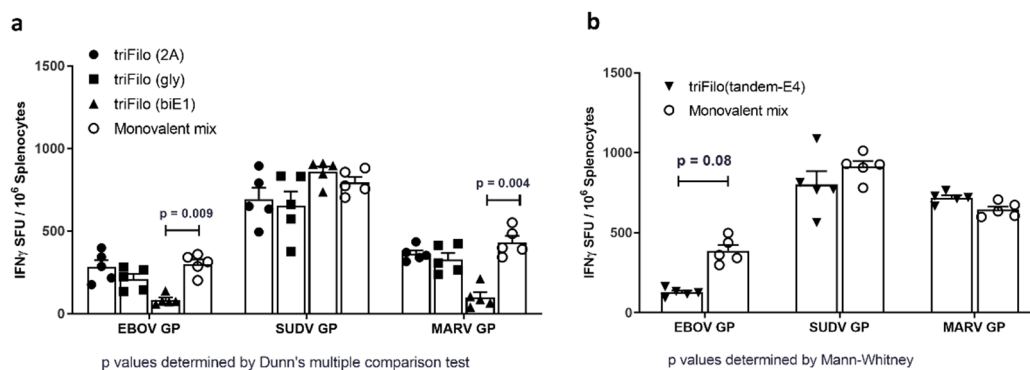 a
triFilo (2A)
triFilo (gly)
triFilo (biE1)
Monovalent mix
IFNγ SFU / 10⁶ Splenocytes
1500
1000
500
0
p = 0.009
p = 0.004
EBOV GP
SUDV GP
MARV GP
p values determined by Dunn's multiple comparison test
b
triFilo(tandem-E4)
Monovalent mix
IFNγ SFU / 10⁶ Splenocytes
1500
1000
500
0
p = 0.08
EBOV GP
SUDV GP
MARV GP
p values determined by Mann-Whitney